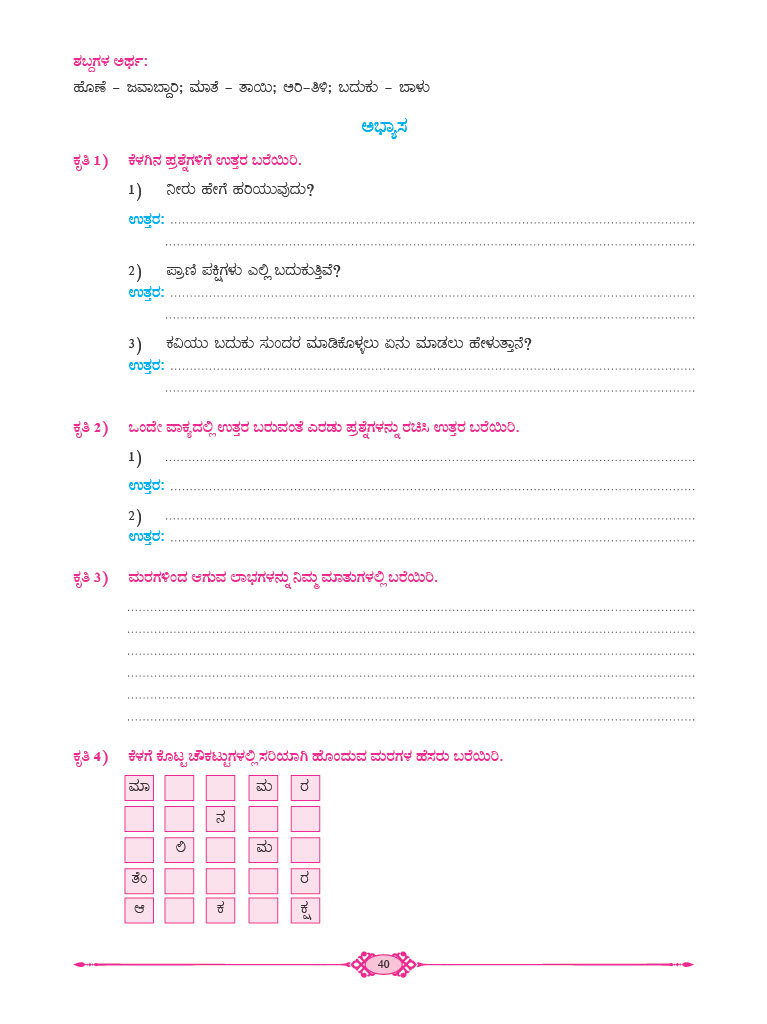 ಶಬ್ದಗಳ ಅರ್ಥ:
ಹೊಣೆ – ಜವಾಬ್ದಾರಿ; ಮಾತೆ – ತಾಯಿ; ಅರಿ–ತಿಳಿ; ಬದುಕು – ಬಾಳು
ಅಭ್ಯಾಸ
ಕೃತಿ 1) ಕೆಳಗಿನ ಪ್ರಶ್ನೆಗಳಿಗೆ ಉತ್ತರ ಬರೆಯಿರಿ.
1) ನೀರು ಹೇಗೆ ಹರಿಯುವುದು?
ಉತ್ತರ:
2) ಪ್ರಾಣಿ ಪಕ್ಷಿಗಳು ಎಲ್ಲಿ ಬದುಕುತ್ತಿವೆ?
ಉತ್ತರ:
3) ಕವಿಯು ಬದುಕು ಸುಂದರ ಮಾಡಿಕೊಳ್ಳಲು ಏನು ಮಾಡಲು ಹೇಳುತ್ತಾನೆ?
ಉತ್ತರ:
ಕೃತಿ 2) ಒಂದೇ ವಾಕ್ಯದಲ್ಲಿ ಉತ್ತರ ಬರುವಂತೆ ಎರಡು ಪ್ರಶ್ನೆಗಳನ್ನು ರಚಿಸಿ ಉತ್ತರ ಬರೆಯಿರಿ.
1)
ಉತ್ತರ:
2)
ಉತ್ತರ:
ಕೃತಿ 3) ಮರಗಳಿಂದ ಆಗುವ ಲಾಭಗಳನ್ನು ನಿಮ್ಮ ಮಾತುಗಳಲ್ಲಿ ಬರೆಯಿರಿ.
ಕೃತಿ 4) ಕೆಳಗೆ ಕೊಟ್ಟ ಚೌಕಟ್ಟುಗಳಲ್ಲಿ ಸರಿಯಾಗಿ ಹೊಂದುವ ಮರಗಳ ಹೆಸರು ಬರೆಯಿರಿ.
ಮಾ ಮ ರ
ನ
ಲಿ ಮ
ತೆಂ ರ
ಆ ಕ ಕ್ಷ
40